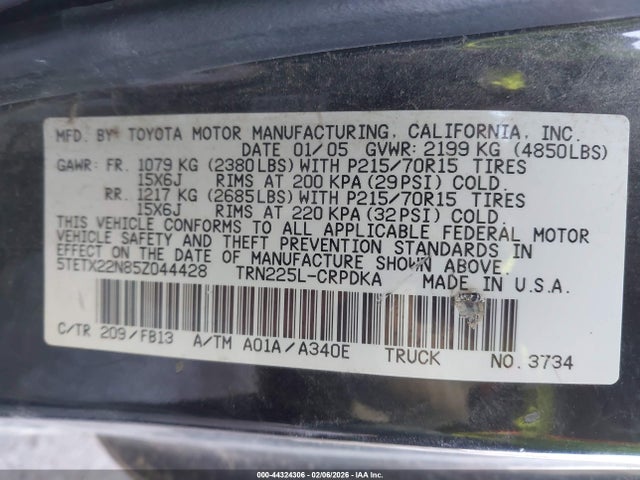 MFD. BY: TOYOTA MOTOR MANUFACTURING, CALIFORNIA, INC.
DATE 01/05 GVWR: 2199 KG (4850LBS)
GAWR: FR. 1079 KG (2380LBS) WITH P215/70R15 TIRES
15X6J RIMS AT 200 KPA (29PSI) COLD.
RR. 1217 KG (2685LBS) WITH P215/70R15 TIRES
15X6J RIMS AT 220 KPA (32PSI) COLD.
THIS VEHICLE CONFORMS TO ALL APPLICABLE FEDERAL MOTOR
VEHICLE SAFETY AND THEFT PREVENTION STANDARDS IN
EFFECT ON THE DATE OF MANUFACTURE SHOWN ABOVE.
5TETX22N85Z044428 TRN225L-CRPDKA MADE IN U.S.A.
C/TR 209/FB13 A/TM A01A/A340E TRUCK NO. 3734
000-44324306 - 02/06/2026 - IAA Inc.